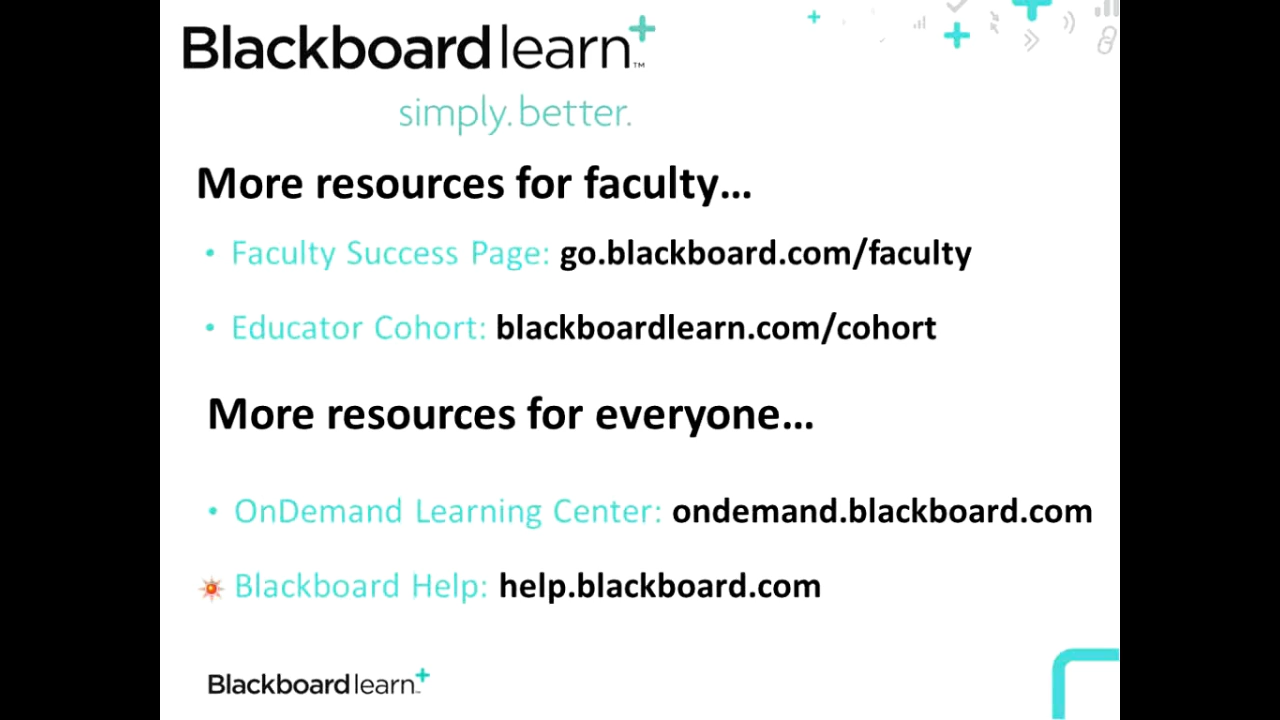 Blackboard learn+™
simply.better.
More resources for faculty...
• Faculty Success Page: go.blackboard.com/faculty
• Educator Cohort: blackboardlearn.com/cohort
More resources for everyone...
• OnDemand Learning Center: ondemand.blackboard.com
Blackboard Help: help.blackboard.com
Blackboard learn+